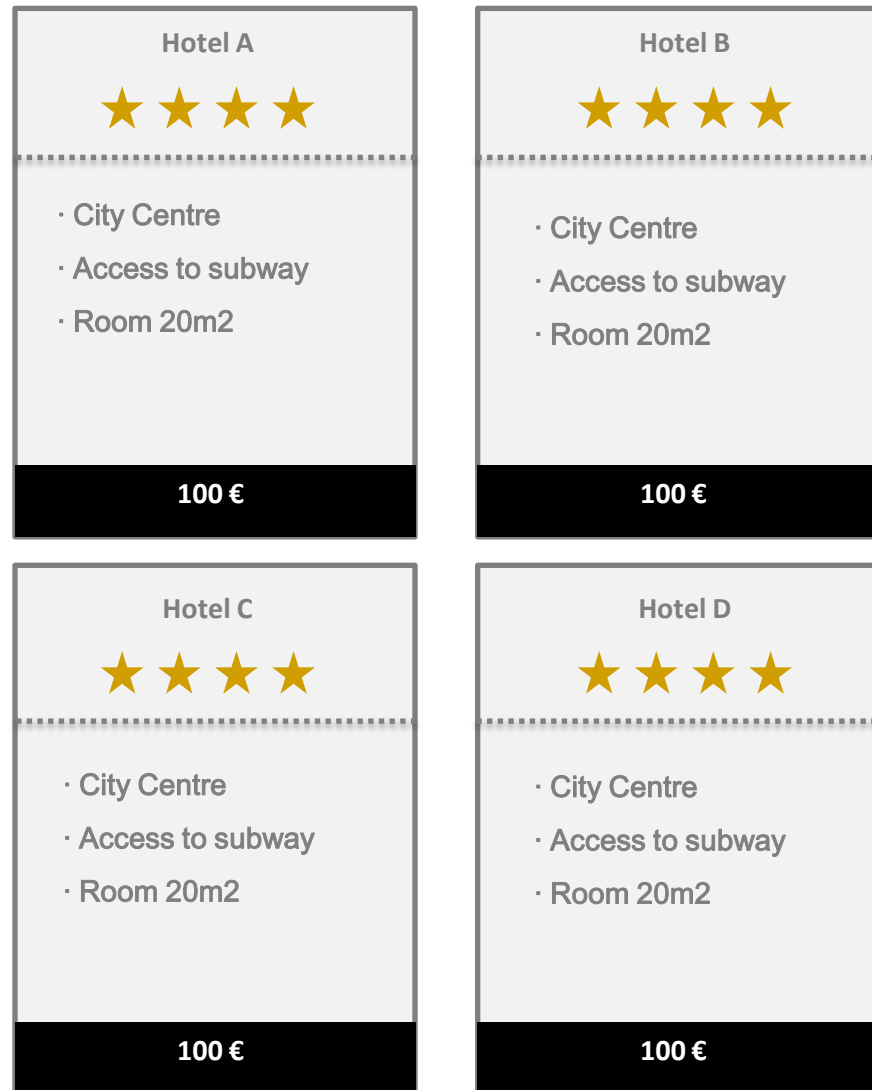 Hotel A
· City Centre
· Access to subway
· Room 20m2
100 €
Hotel B
· City Centre
· Access to subway
· Room 20m2
100 €
Hotel C
· City Centre
· Access to subway
· Room 20m2
100 €
Hotel D
· City Centre
· Access to subway
· Room 20m2
100 €